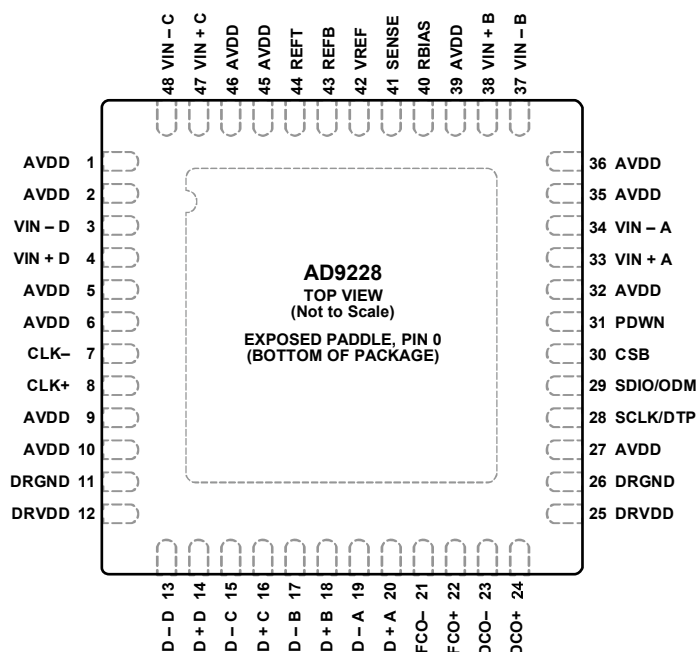 48 VIN – C
47 VIN + C
46 AVDD
45 AVDD
44 REFT
43 REFB
42 VREF
41 SENSE
40 RBIAS
39 AVDD
38 VIN + B
37 VIN – B
AVDD 1
AVDD 2
VIN – D 3
VIN + D 4
AVDD 5
AVDD 6
CLK– 7
CLK+ 8
AVDD 9
AVDD 10
DRGND 11
DRVDD 12
AD9228
TOP VIEW
(Not to Scale)
EXPOSED PADDLE, PIN 0
(BOTTOM OF PACKAGE)
36 AVDD
35 AVDD
34 VIN – A
33 VIN + A
32 AVDD
31 PDWN
30 CSB
29 SDIO/ODM
28 SCLK/DTP
27 AVDD
26 DRGND
25 DRVDD
D – D 13
D + D 14
D – C 15
D + C 16
D – B 17
D + B 18
D – A 19
D + A 20
FCO– 21
FCO+ 22
DCO– 23
DCO+ 24